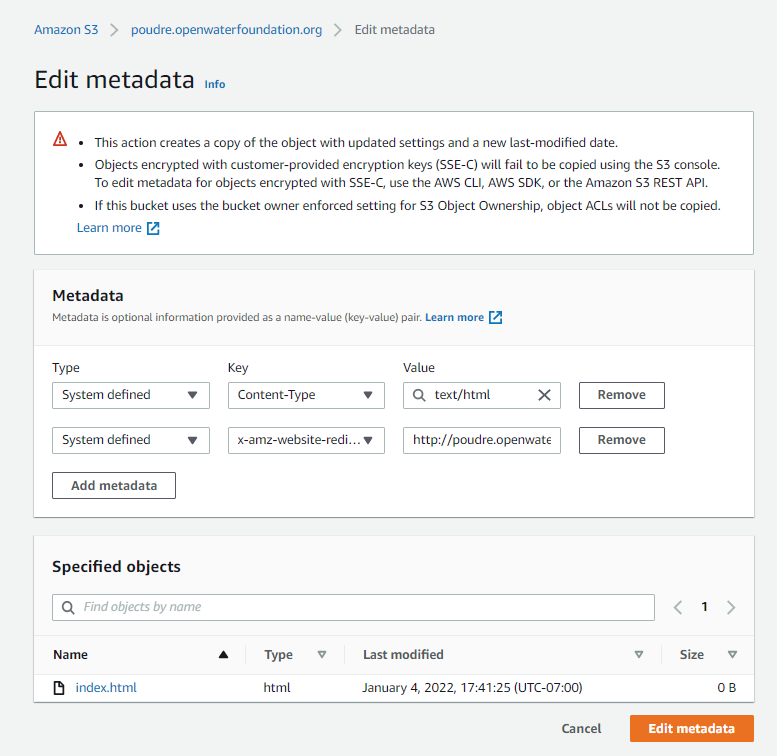 Amazon S3 > poudre.openwaterfoundation.org > Edit metadata
Edit metadata Info
• This action creates a copy of the object with updated settings and a new last-modified date.
• Objects encrypted with customer-provided encryption keys (SSE-C) will fail to be copied using the S3 console.
To edit metadata for objects encrypted with SSE-C, use the AWS CLI, AWS SDK, or the Amazon S3 REST API.
• If this bucket uses the bucket owner enforced setting for S3 Object Ownership, object ACLs will not be copied.
Learn more
Metadata
Metadata is optional information provided as a name-value (key-value) pair. Learn more
Type Key Value
System defined Content-Type text/html Remove
System defined x-amz-website-redi... http://poudre.openwate Remove
Add metadata
Specified objects
Find objects by name 1
Name Type Last modified Size
index.html html January 4, 2022, 17:41:25 (UTC-07:00) 0 B
Cancel Edit metadata